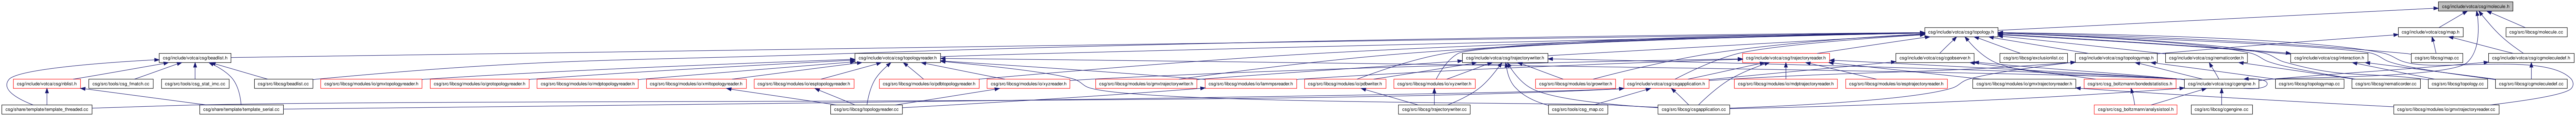 csg/include/votca/csg/molecule.h
csg/include/votca/csg/topology.h
csg/include/votca/csg/map.h
csg/src/libcsg/molecule.cc
csg/include/votca/csg/beadlist.h
csg/include/votca/csg/topologyreader.h
csg/include/votca/csg/trajectorywriter.h
csg/include/votca/csg/trajectoryreader.h
csg/include/votca/csg/cgobserver.h
csg/src/libcsg/exclusionlist.cc
csg/include/votca/csg/topologymap.h
csg/include/votca/csg/nematicorder.h
csg/include/votca/csg/interaction.h
csg/src/libcsg/map.cc
csg/include/votca/csg/cgmoleculedef.h
csg/include/votca/csg/nblist.h
csg/src/tools/csg_fmatch.cc
csg/src/tools/csg_stat_imc.cc
csg/src/libcsg/beadlist.cc
csg/src/libcsg/modules/io/gmxtopologyreader.h
csg/src/libcsg/modules/io/grotopologyreader.h
csg/src/libcsg/modules/io/mdptopologyreader.h
csg/src/libcsg/modules/io/xmltopologyreader.h
csg/src/libcsg/modules/io/esptopologyreader.h
csg/src/libcsg/modules/io/pdbtopologyreader.h
csg/src/libcsg/modules/io/xyzreader.h
csg/src/libcsg/modules/io/gmxtrajectorywriter.h
csg/src/libcsg/modules/io/lammpsreader.h
csg/src/libcsg/modules/io/pdbwriter.h
csg/src/libcsg/modules/io/xyzwriter.h
csg/src/libcsg/modules/io/growriter.h
csg/include/votca/csg/csgapplication.h
csg/src/libcsg/modules/io/mdptrajectoryreader.h
csg/src/libcsg/modules/io/esptrajectoryreader.h
csg/src/libcsg/modules/io/gmxtrajectoryreader.h
csg/src/csg_boltzmann/bondedstatistics.h
csg/include/votca/csg/cgengine.h
csg/src/libcsg/topologymap.cc
csg/src/libcsg/nematicorder.cc
csg/src/libcsg/topology.cc
csg/src/libcsg/cgmoleculedef.cc
csg/share/template/template_threaded.cc
csg/share/template/template_serial.cc
csg/src/libcsg/topologyreader.cc
csg/src/libcsg/trajectorywriter.cc
csg/src/tools/csg_map.cc
csg/src/libcsg/csgapplication.cc
csg/src/csg_boltzmann/analysistool.h
csg/src/libcsg/cgengine.cc
csg/src/libcsg/modules/io/gmxtrajectoryreader.cc